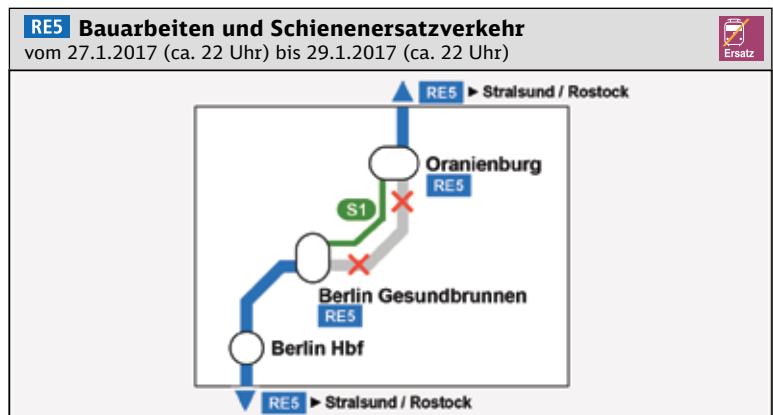 RE5 Bauarbeiten und Schienenersatzverkehr
vom 27.1.2017 (ca. 22 Uhr) bis 29.1.2017 (ca. 22 Uhr)
Ersatz
RE5 ▶ Stralsund / Rostock
Oranienburg
RE5
S1
Berlin Gesundbrunnen
RE5
Berlin Hbf
RE5 ▶ Stralsund / Rostock